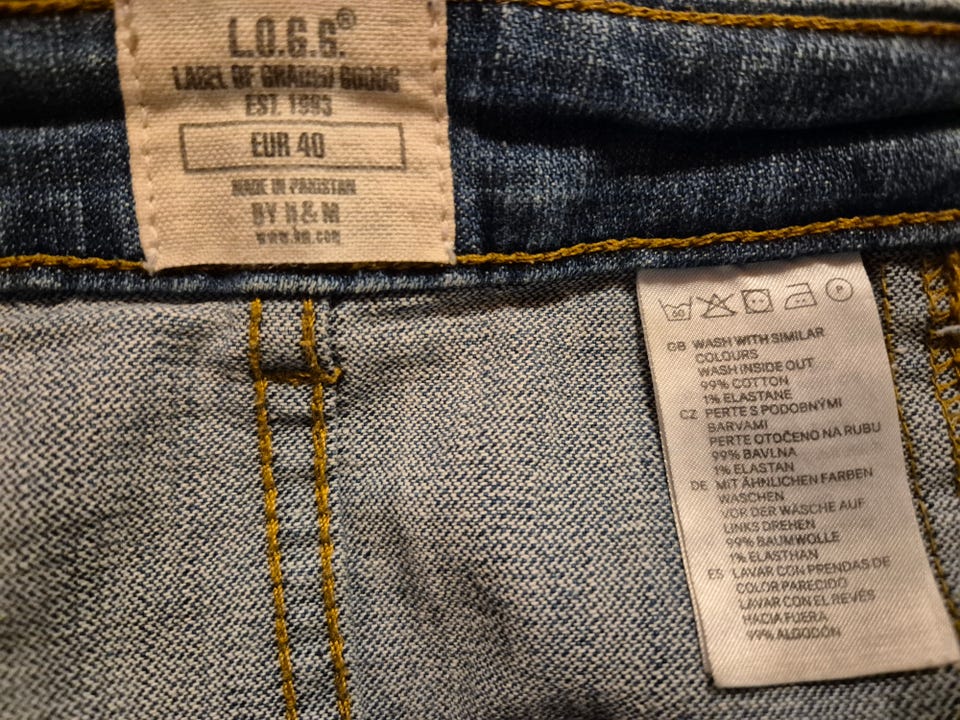 L.O.G.G.®
LABEL OF GRADED GOODS
EST. 1993
EUR 40
MADE IN PAKISTAN
BY H&M
www.hm.com
60
P
GB WASH WITH SIMILAR
COLOURS
WASH INSIDE OUT
99% COTTON
1% ELASTANE
CZ PERTE S PODOBNÝMI
BARVAMI
PERTE OTOČENO NA RUBU
99% BAVLNA
1% ELASTAN
DE MIT ÄHNLICHEN FARBEN
WASCHEN
VOR DER WÄSCHE AUF
LINKS DREHEN
99% BAUMWOLLE
1% ELASTHAN
ES LAVAR CON PRENDAS DE
COLOR PARECIDO
LAVAR CON EL REVÉS
HACIA FUERA
99% ALGODÓN